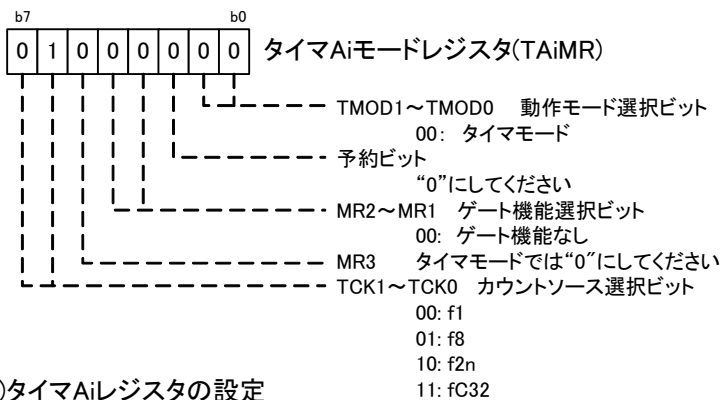 b7 b0
0 1 0 0 0 0 0 0 タイマAiモードレジスタ(TAiMR)
TMOD1～TMOD0 動作モード選択ビット
00: タイマモード
予約ビット
“0”にしてください
MR2～MR1 ゲート機能選択ビット
00: ゲート機能なし
MR3 タイマモードでは“0”にしてください
TCK1～TCK0 カウントソース選択ビット
00: f1
01: f8
10: f2n
11: fC32
)タイマAiレジスタの設定